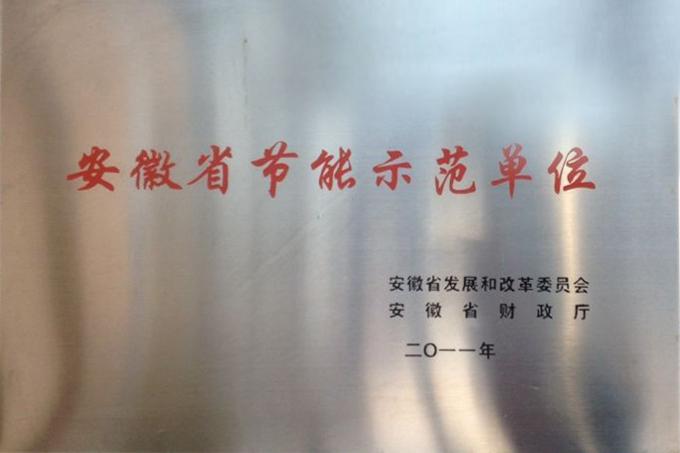 安徽省节能示范单位
安徽省发展和改革委员会
安徽省财政厅
二〇一一年